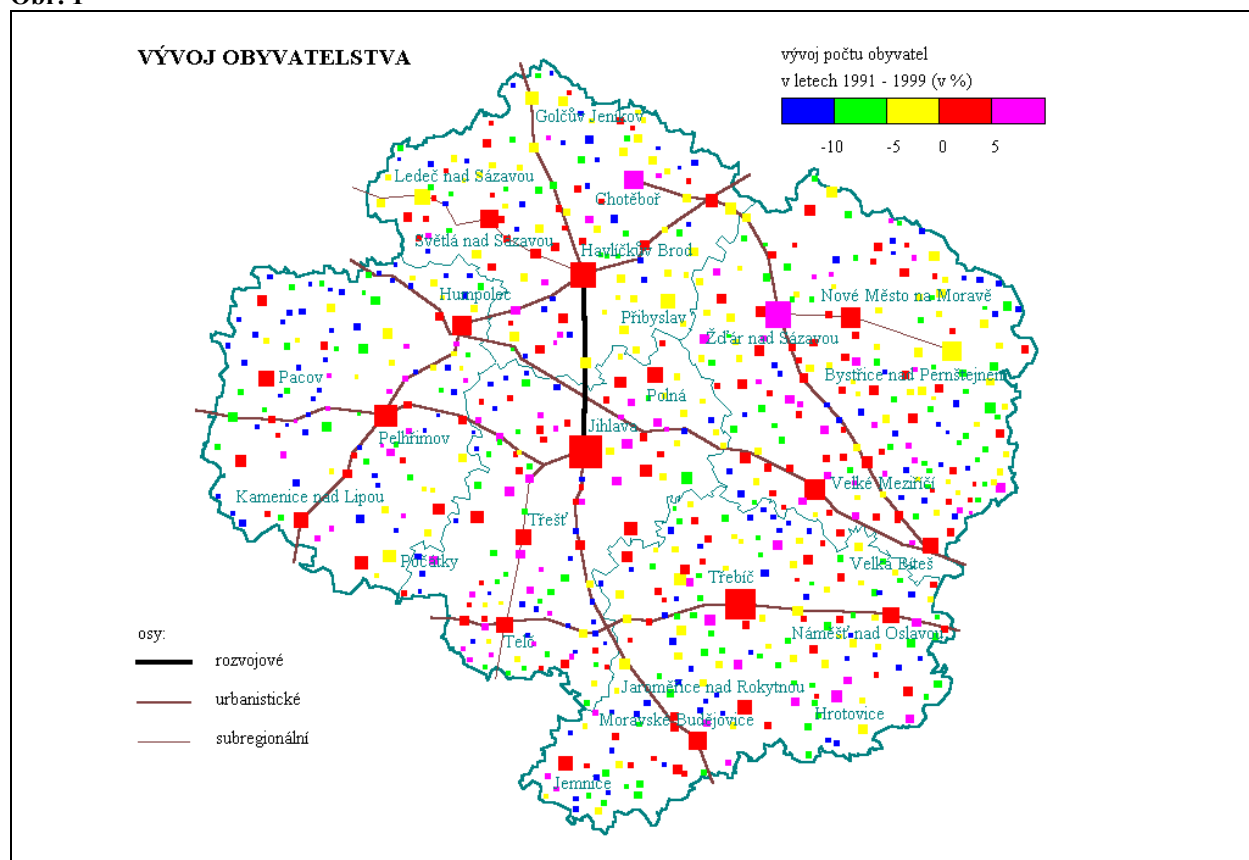 Obr. 1
VÝVOJ OBYVATELSTVA
vývoj počtu obyvatel
v letech 1991 - 1999 (v %)
-10 -5 0 5
Golčův Jeníkov
Ledeč nad Sázavou
Chotěboř
Světlá nad Sázavou
Havlíčkův Brod
Humpolec
Přibyslav
Nové Město na Moravě
Žďár nad Sázavou
Bystřice nad Pernštejnem
Pacov
Polná
Pelhřimov
Jihlava
Velké Meziříčí
Kamenice nad Lipou
Třešť
Počátky
Velká Bíteš
Třebíč
osy:
Telč
Náměšť nad Oslavou
rozvojové
Jaroměřice nad Rokytnou
urbanistické
Moravské Budějovice
Hrotovice
subregionální
Jemnice